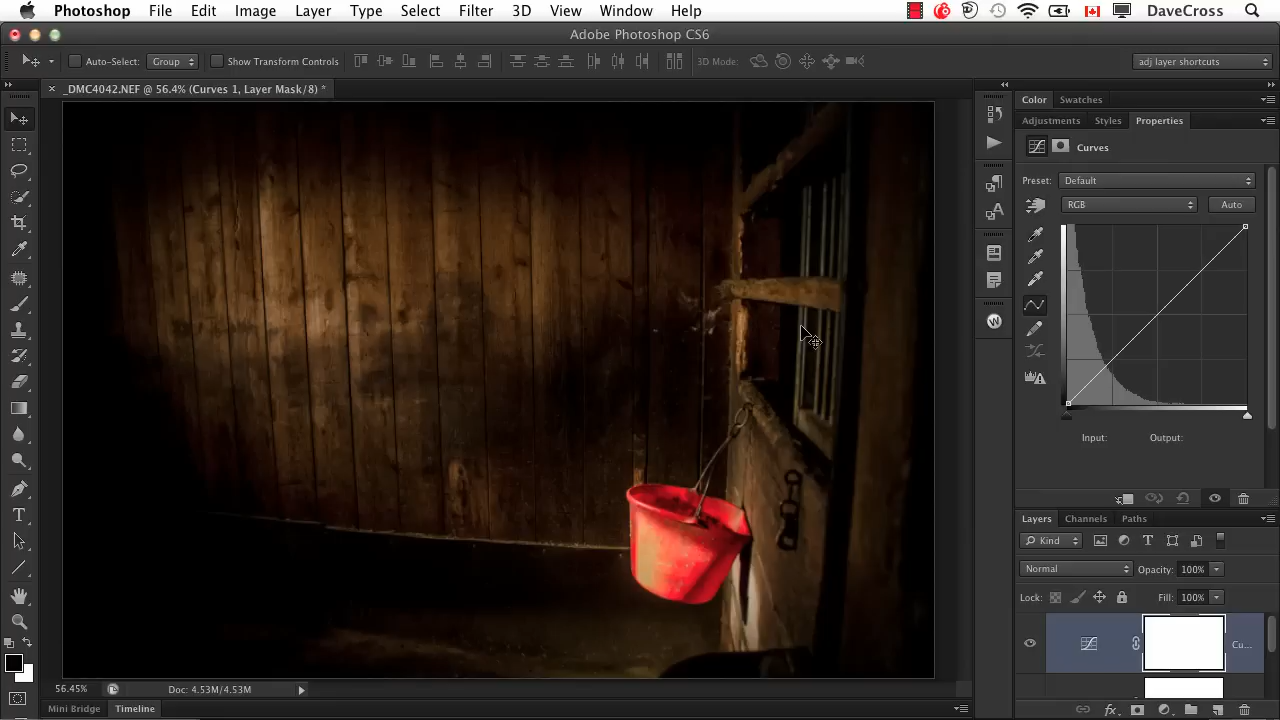 Photoshop File Edit Image Layer Type Select Filter 3D View Window Help DaveCross
Adobe Photoshop CS6
Auto-Select: Group Show Transform Controls 3D Mode: adj layer shortcuts
_DMC4042.NEF @ 56.4% (Curves 1, Layer Mask/8) *
Color Swatches
Adjustments Styles Properties
Curves
Preset: Default
RGB Auto
Input: Output:
Layers Channels Paths
Kind
Normal Opacity: 100%
Lock: Fill: 100%
Cu...
56.45% Doc: 4.53M/4.53M
Mini Bridge Timeline